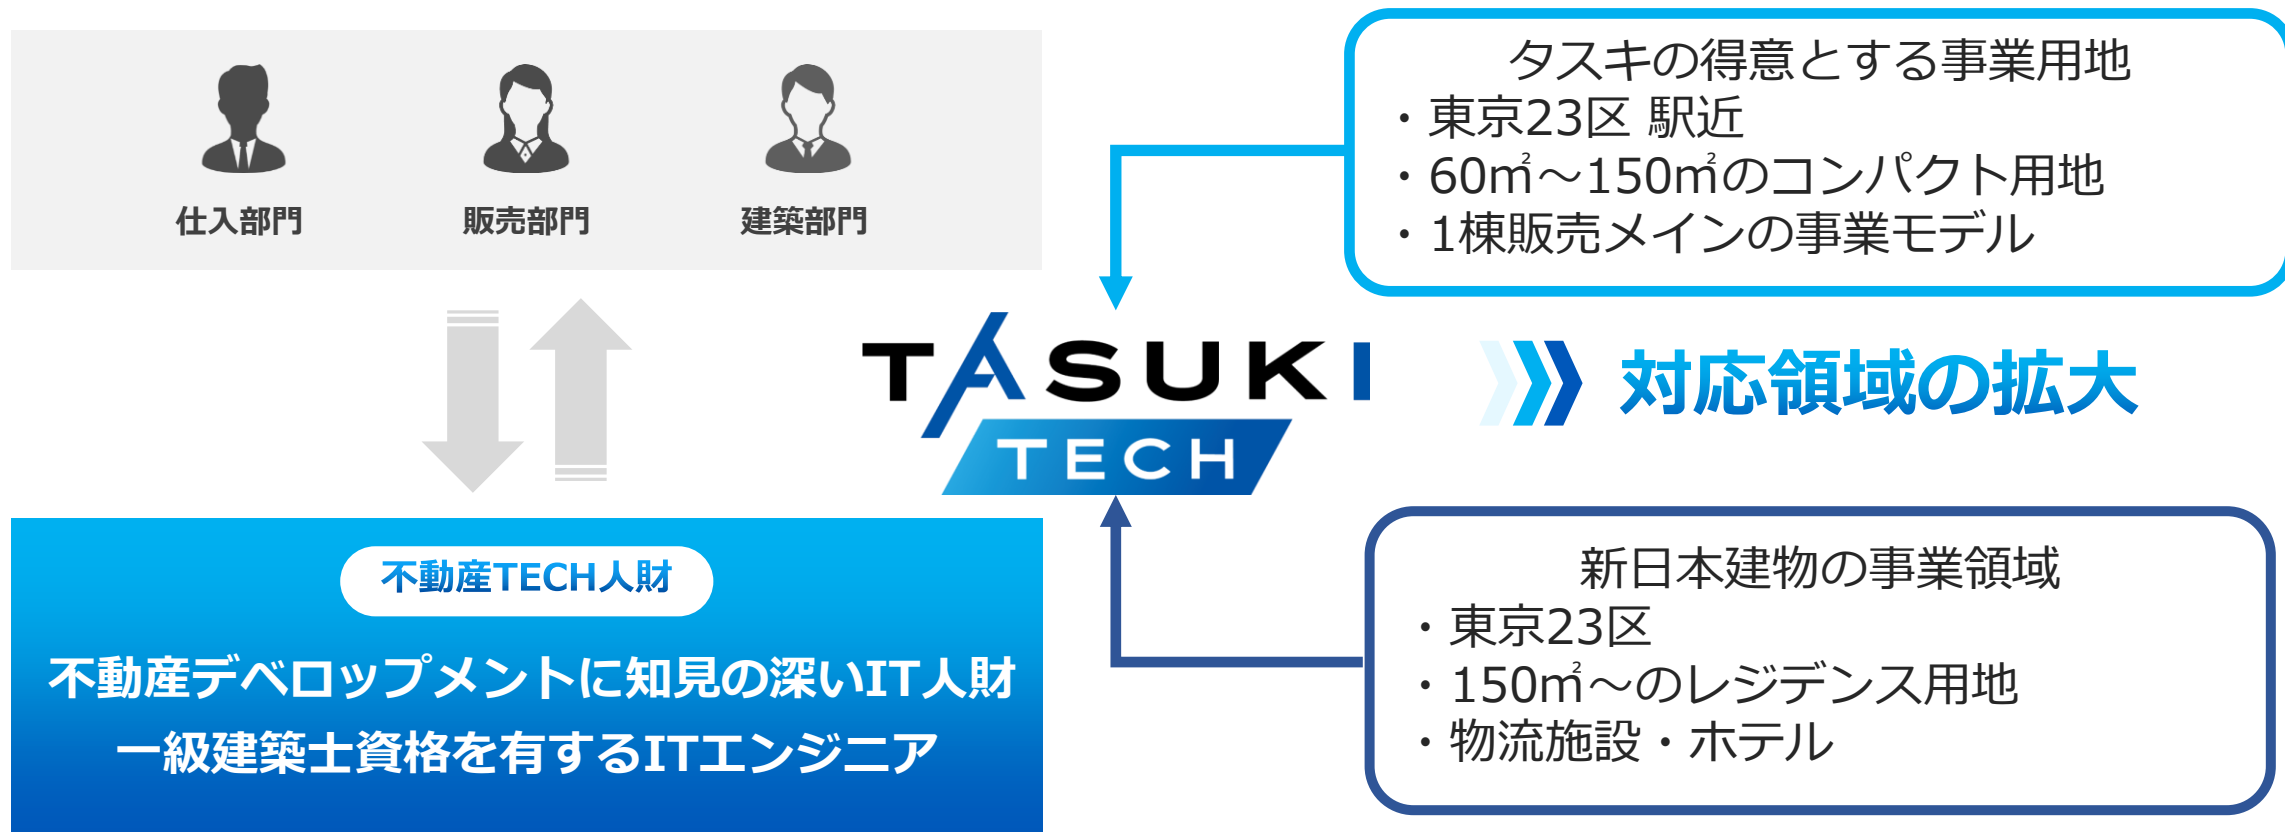 仕入部門
販売部門
建築部門
不動産TECH人財
不動産デベロップメントに知見の深いIT人財
一級建築士資格を有するITエンジニア
TASUKI
TECH
タスキの得意とする事業用地
・東京23区 駅近
・60㎡～150㎡のコンパクト用地
・1棟販売メインの事業モデル
対応領域の拡大
新日本建物の事業領域
・東京23区
・150㎡～のレジデンス用地
・物流施設・ホテル